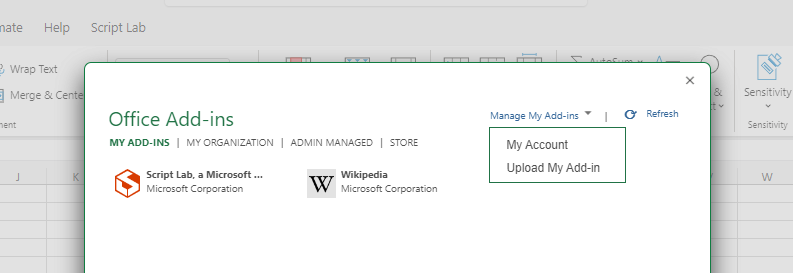 mate Help Script Lab
Wrap Text
AutoSum
Merge & Cente
&
Sensitivity
ment
Sensitivity
Office Add-ins
Manage My Add-ins | Refresh
MY ADD-INS | MY ORGANIZATION | ADMIN MANAGED | STORE
My Account
Upload My Add-in
Script Lab, a Microsoft ...
Microsoft Corporation
Wikipedia
Microsoft Corporation
W
J K V W